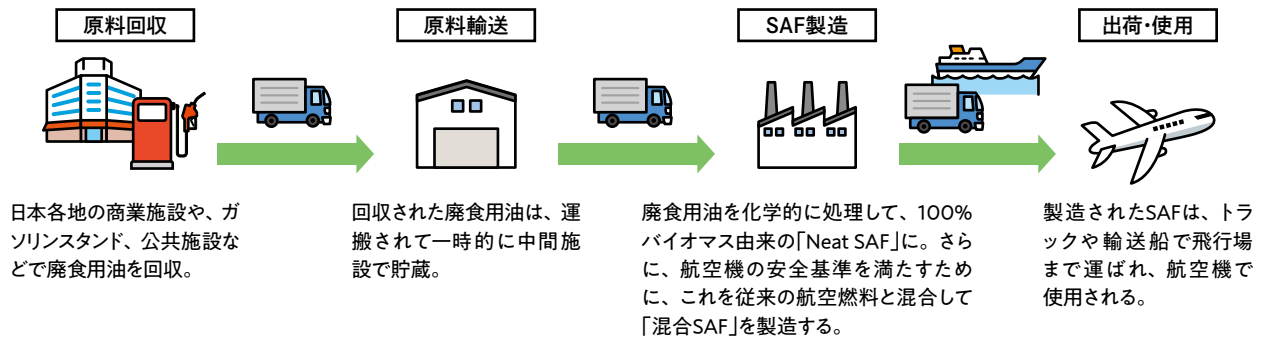 原料回収
原料輸送
SAF製造
出荷・使用
日本各地の商業施設や、ガ
ソリンスタンド、公共施設な
どで廃食用油を回収。
回収された廃食用油は、運
搬されて一時的に中間施
設で貯蔵。
廃食用油を化学的に処理して、100%
バイオマス由来の「Neat SAF」に。さら
に、航空機の安全基準を満たすため
に、これを従来の航空燃料と混合して
「混合SAF」を製造する。
製造されたSAFは、トラ
ックや輸送船で飛行場
まで運ばれ、航空機で
使用される。